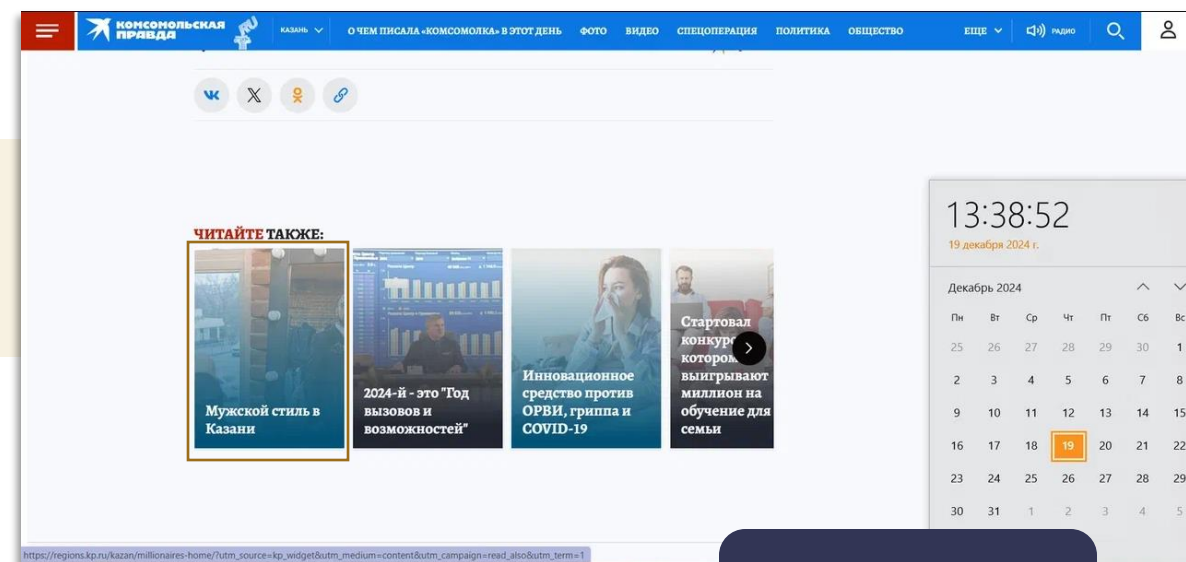 КОМСОМОЛЬСКАЯ
ПРАВДА
КАЗАНЬ
О ЧЕМ ПИСАЛА «КОМСОМОЛКА» В ЭТОТ ДЕНЬ
ФОТО
ВИДЕО
СПЕЦОПЕРАЦИЯ
ПОЛИТИКА
ОБЩЕСТВО
ЕЩЕ
РАДИО
ЧИТАЙТЕ ТАКЖЕ:
Мужской стиль в
Казани
2024-й - это "Год
вызовов и
возможностей"
Инновационное
средство против
ОРВИ, гриппа и
COVID-19
Стартовал
выигрывают
миллион на
обучение для
семьи
13:38:52
19 декабря 2024 г.
Декабрь 2024
Пн Вт Ср Чт Пт Сб Вс
25 26 27 28 29 30 1
2 3 4 5 6 7 8
9 10 11 12 13 14 15
16 17 18 19 20 21 22
23 24 25 26 27 28 29
30 31 1 2 3 4 5
https://regions.kp.ru/kazan/millionaires-home/?utm_source=kp_widget&utm_medium=content&utm_campaign=read_also&utm_term=1